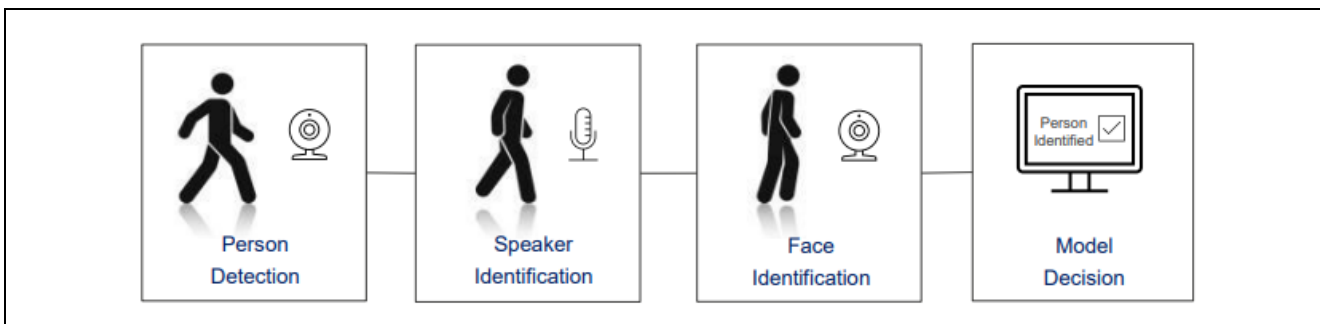 Person
Detection
Speaker
Identification
Face
Identification
Person
Identified
Model
Decision